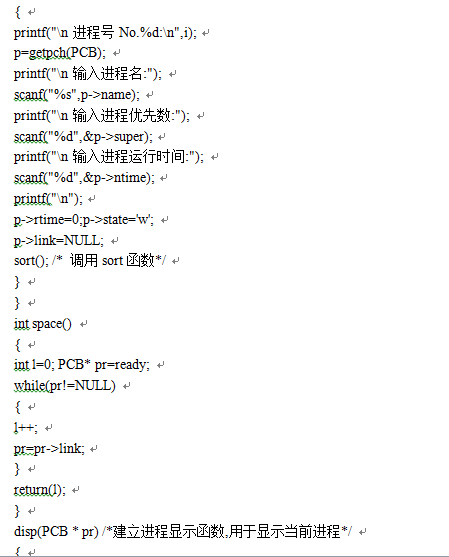 {
printf("\n 进程号 No.%d:\n",i);
p=getpch(PCB);
printf("\n 输入进程名:");
scanf("%s",p->name);
printf("\n 输入进程优先数:");
scanf("%d",&p->super);
printf("\n 输入进程运行时间:");
scanf("%d",&p->ntime);
printf("\n");
p->rtime=0;p->state='w';
p->link=NULL;
sort(); /* 调用 sort 函数*/
}
}
int space()
{
int l=0; PCB* pr=ready;
while(pr!=NULL)
{
l++;
pr=pr->link;
}
return(l);
}
disp(PCB * pr) /*建立进程显示函数,用于显示当前进程*/
{